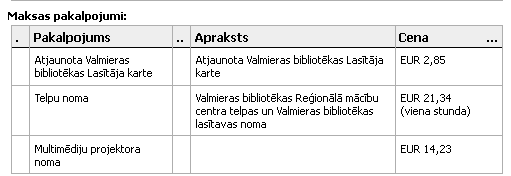 Maksas pakalpojumi:
. Pakalpojums .. Apraksts Cena ...
Atjaunota Valmieras bibliotēkas Lasītāja karte
Atjaunota Valmieras bibliotēkas Lasītāja karte
EUR 2,85
Telpu noma
Valmieras bibliotēkas Reģionālā mācību
centra telpas un Valmieras bibliotēkas
lasītavas noma
EUR 21,34
(viena stunda)
Multimēdiju projektora
noma
EUR 14,23